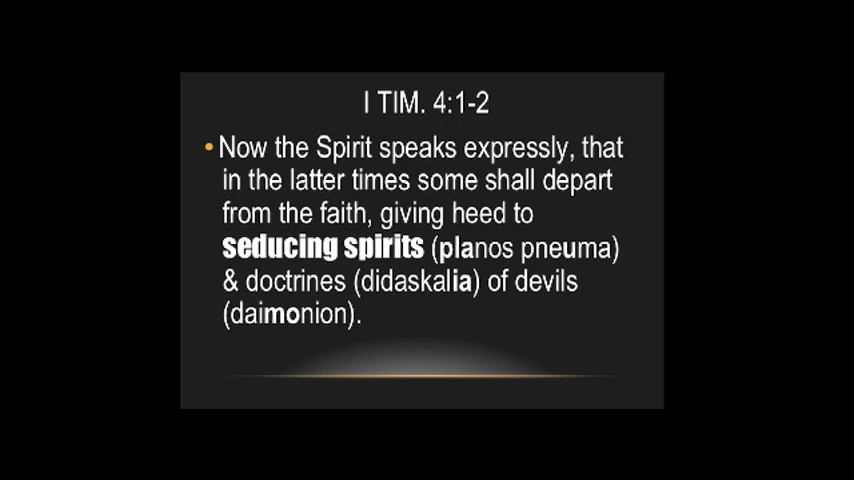 I TIM. 4:1-2
• Now the Spirit speaks expressly, that
in the latter times some shall depart
from the faith, giving heed to
seducing spirits (planos pneuma)
& doctrines (didaskalia) of devils
(daimonion).